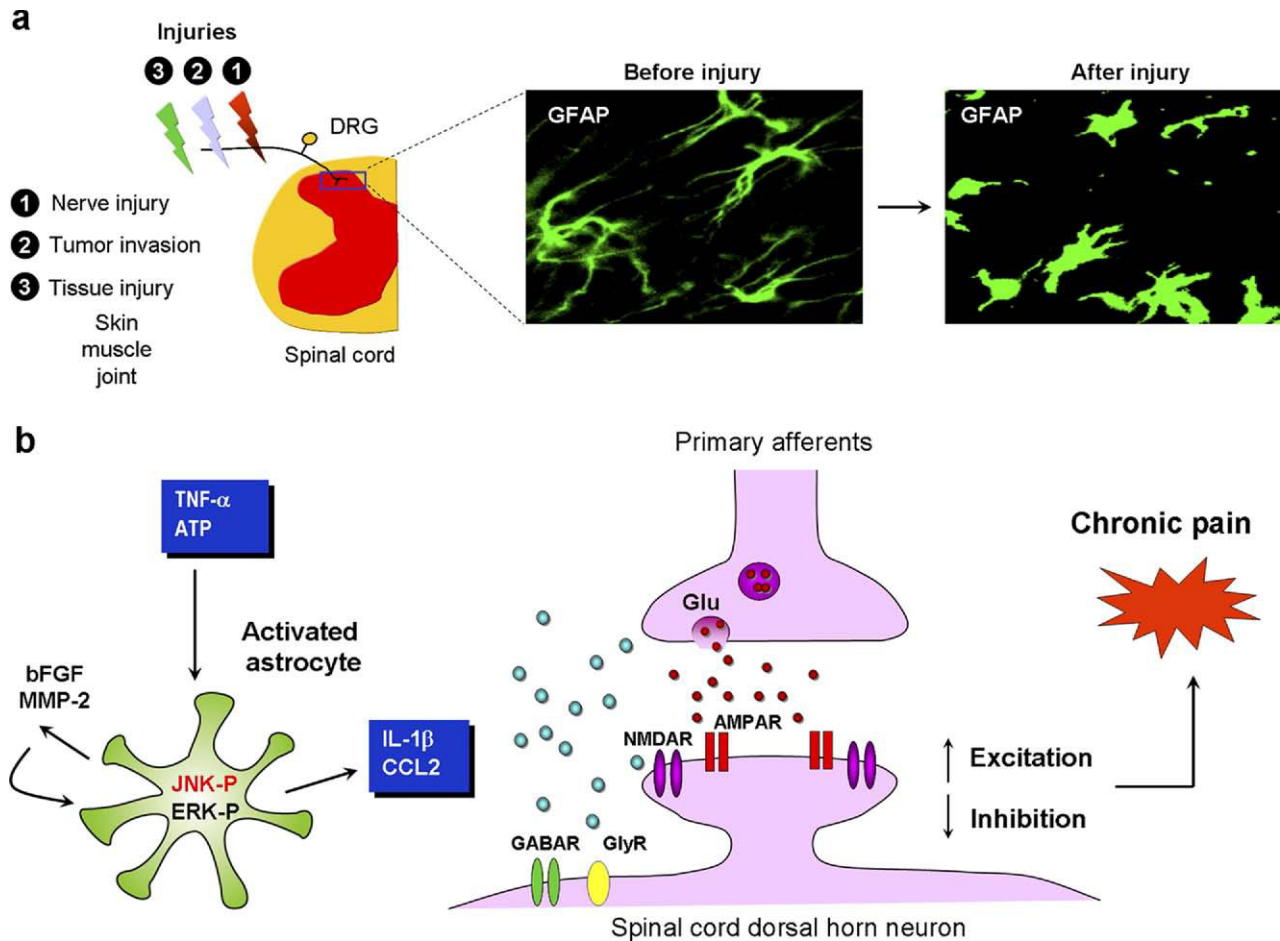 a
Injuries
3 2 1
DRG
1 Nerve injury
2 Tumor invasion
3 Tissue injury
Skin
muscle
joint
Spinal cord
Before injury
GFAP
After injury
GFAP
b
TNF-α
ATP
Activated
astrocyte
bFGF
MMP-2
JNK-P
ERK-P
IL-1β
CCL2
Primary afferents
Glu
NMDAR
AMPAR
GABAR
GlyR
Spinal cord dorsal horn neuron
Excitation
Inhibition
Chronic pain